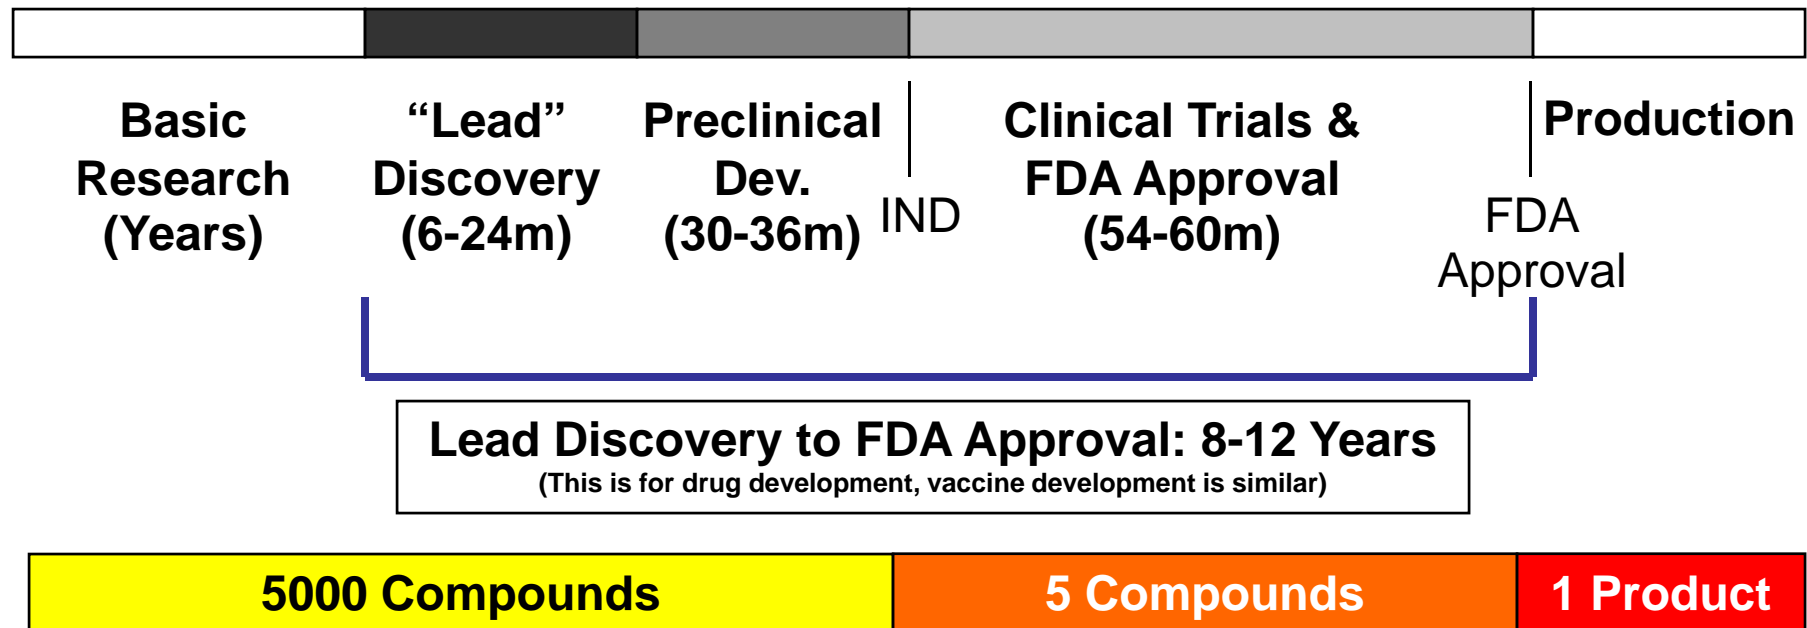 Basic
Research
(Years)
“Lead”
Discovery
(6-24m)
Preclinical
Dev.
(30-36m)
IND
Clinical Trials &
FDA Approval
(54-60m)
Production
FDA
Approval
Lead Discovery to FDA Approval: 8-12 Years
(This is for drug development, vaccine development is similar)
5000 Compounds
5 Compounds
1 Product